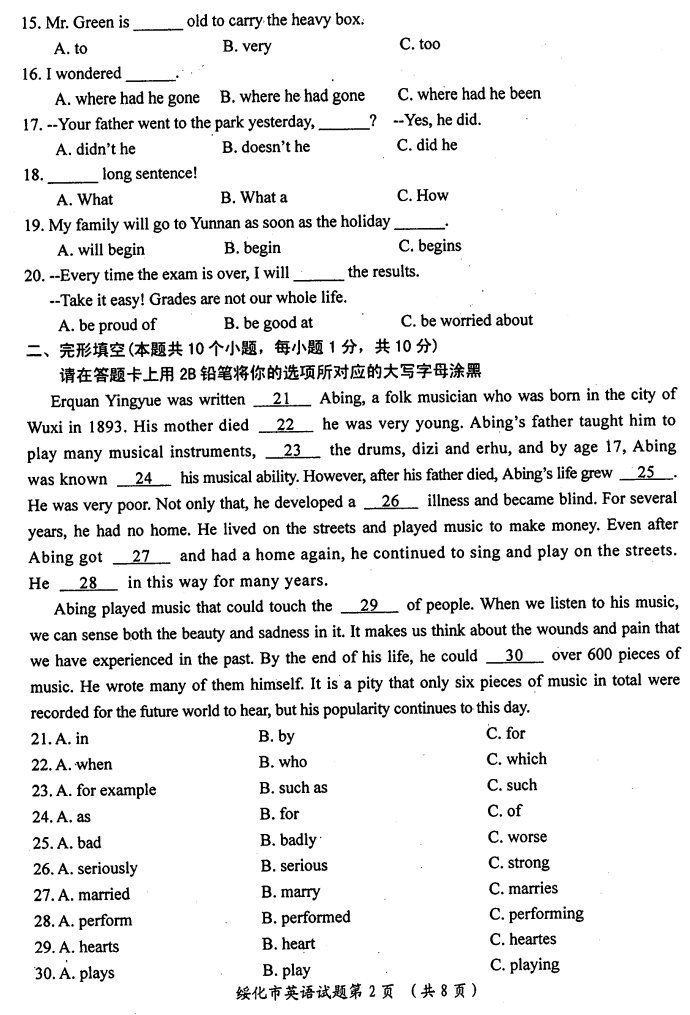 15. Mr. Green is ______ old to carry the heavy box.
A. to B. very C. too
16. I wondered ______.
A. where had he gone B. where he had gone C. where had he been
17. --Your father went to the park yesterday, ______? --Yes, he did.
A. didn't he B. doesn't he C. did he
18. ______ long sentence!
A. What B. What a C. How
19. My family will go to Yunnan as soon as the holiday ______.
A. will begin B. begin C. begins
20. --Every time the exam is over, I will ______ the results.
--Take it easy! Grades are not our whole life.
A. be proud of B. be good at C. be worried about
二、完形填空(本题共 10 个小题，每小题 1 分，共 10 分)
请在答题卡上用 2B 铅笔将你的选项所对应的大写字母涂黑
Erquan Yingyue was written __21__ Abing, a folk musician who was born in the city of
Wuxi in 1893. His mother died __22__ he was very young. Abing's father taught him to
play many musical instruments, __23__ the drums, dizi and erhu, and by age 17, Abing
was known __24__ his musical ability. However, after his father died, Abing's life grew __25__.
He was very poor. Not only that, he developed a __26__ illness and became blind. For several
years, he had no home. He lived on the streets and played music to make money. Even after
Abing got __27__ and had a home again, he continued to sing and play on the streets.
He __28__ in this way for many years.
Abing played music that could touch the __29__ of people. When we listen to his music,
we can sense both the beauty and sadness in it. It makes us think about the wounds and pain that
we have experienced in the past. By the end of his life, he could __30__ over 600 pieces of
music. He wrote many of them himself. It is a pity that only six pieces of music in total were
recorded for the future world to hear, but his popularity continues to this day.
21. A. in B. by C. for
22. A. when B. who C. which
23. A. for example B. such as C. such
24. A. as B. for C. of
25. A. bad B. badly C. worse
26. A. seriously B. serious C. strong
27. A. married B. marry C. marries
28. A. perform B. performed C. performing
29. A. hearts B. heart C. heartes
30. A. plays B. play C. playing
绥化市英语试题第 2 页 （共 8 页）